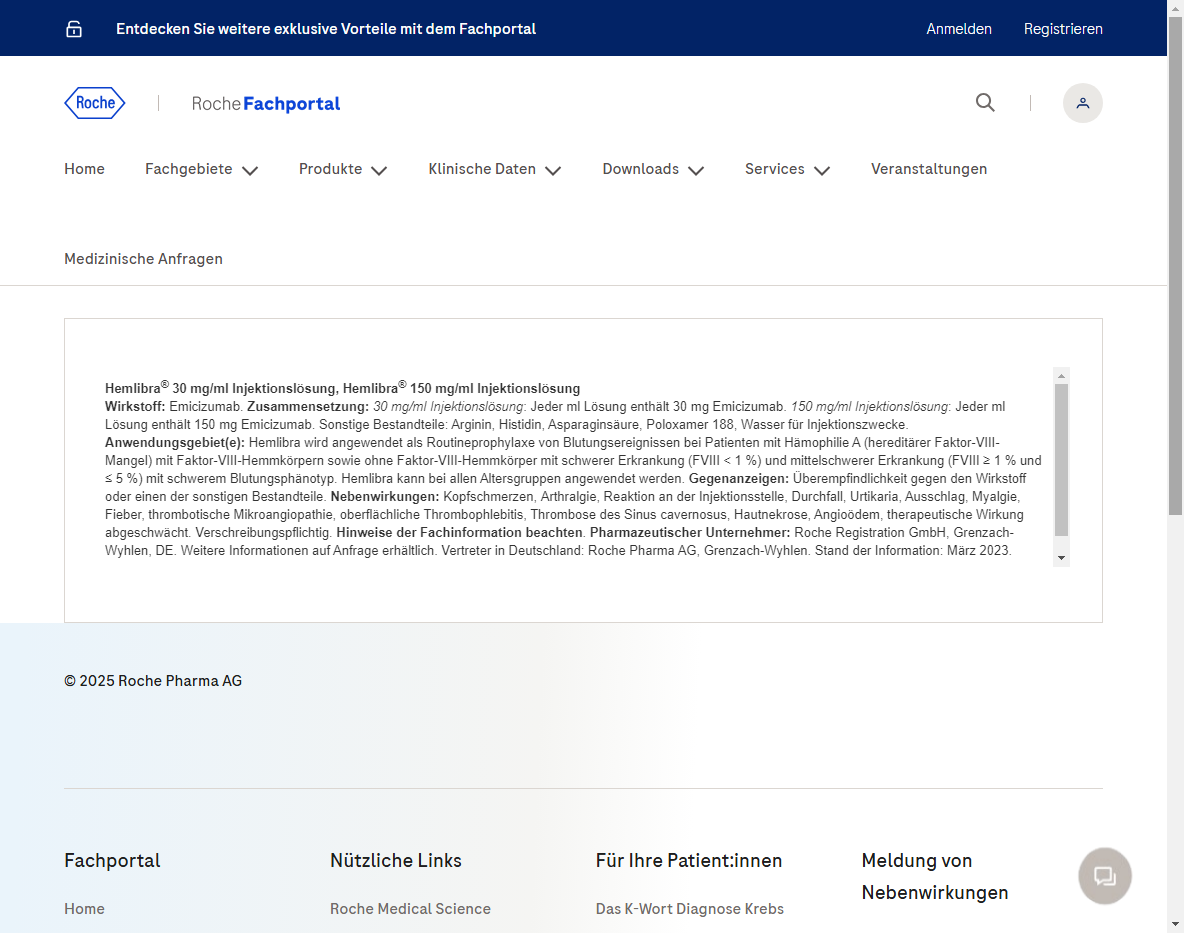 Entdecken Sie weitere exklusive Vorteile mit dem Fachportal
Anmelden
Registrieren
Roche
Roche Fachportal
Home
Fachgebiete
Produkte
Klinische Daten
Downloads
Services
Veranstaltungen
Medizinische Anfragen
Hemlibra® 30 mg/ml Injektionslösung, Hemlibra® 150 mg/ml Injektionslösung
Wirkstoff: Emicizumab. Zusammensetzung: 30 mg/ml Injektionslösung: Jeder ml Lösung enthält 30 mg Emicizumab. 150 mg/ml Injektionslösung: Jeder ml
Lösung enthält 150 mg Emicizumab. Sonstige Bestandteile: Arginin, Histidin, Asparaginsäure, Poloxamer 188, Wasser für Injektionszwecke.
Anwendungsgebiet(e): Hemlibra wird angewendet als Routineprophylaxe von Blutungsereignissen bei Patienten mit Hämophilie A (hereditärer Faktor-VIII-
Mangel) mit Faktor-VIII-Hemmkörpern sowie ohne Faktor-VIII-Hemmkörper mit schwerer Erkrankung (FVIII < 1 %) und mittelschwerer Erkrankung (FVIII ≥ 1 % und
≤ 5 %) mit schwerem Blutungsphänotyp. Hemlibra kann bei allen Altersgruppen angewendet werden. Gegenanzeigen: Überempfindlichkeit gegen den Wirkstoff
oder einen der sonstigen Bestandteile. Nebenwirkungen: Kopfschmerzen, Arthralgie, Reaktion an der Injektionsstelle, Durchfall, Urtikaria, Ausschlag, Myalgie,
Fieber, thrombotische Mikroangiopathie, oberflächliche Thrombophlebitis, Thrombose des Sinus cavernosus, Hautnekrose, Angioödem, therapeutische Wirkung
abgeschwächt. Verschreibungspflichtig. Hinweise der Fachinformation beachten. Pharmazeutischer Unternehmer: Roche Registration GmbH, Grenzach-
Wyhlen, DE. Weitere Informationen auf Anfrage erhältlich. Vertreter in Deutschland: Roche Pharma AG, Grenzach-Wyhlen. Stand der Information: März 2023.
© 2025 Roche Pharma AG
Fachportal
Nützliche Links
Für Ihre Patient:innen
Meldung von
Nebenwirkungen
Home
Roche Medical Science
Das K-Wort Diagnose Krebs